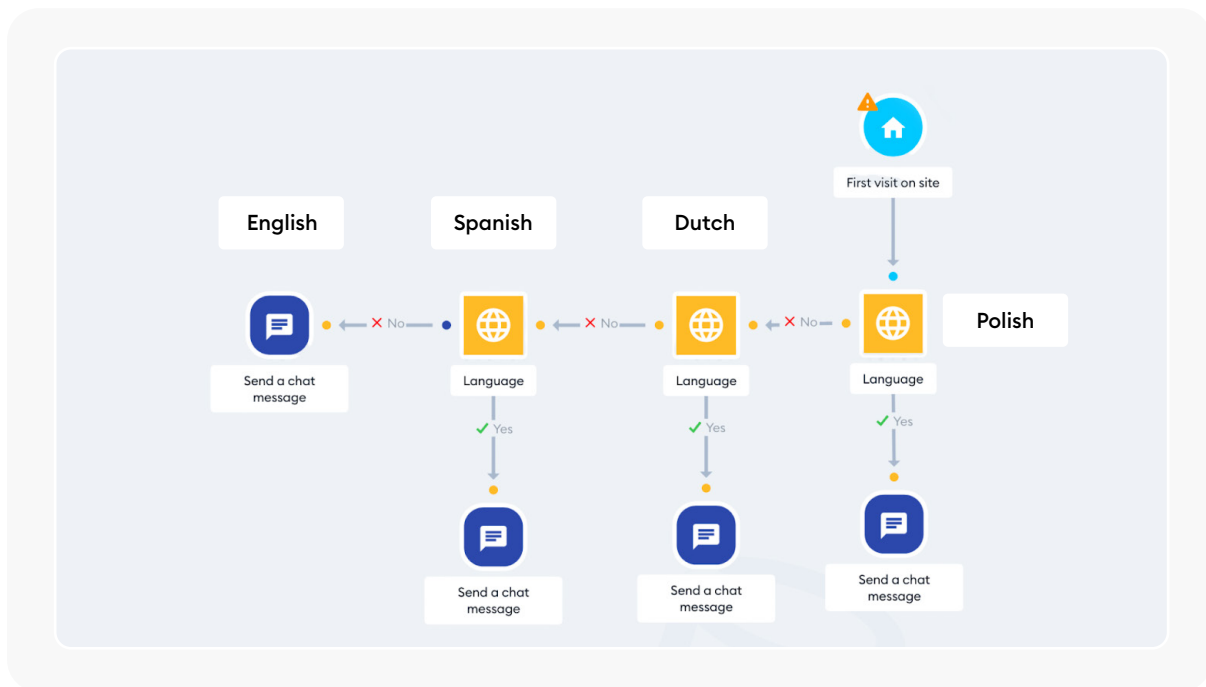 First visit on site
English
Spanish
Dutch
Polish
No
No
No
Send a chat
message
Language
Language
Language
Yes
Yes
Yes
Send a chat
message
Send a chat
message
Send a chat
message